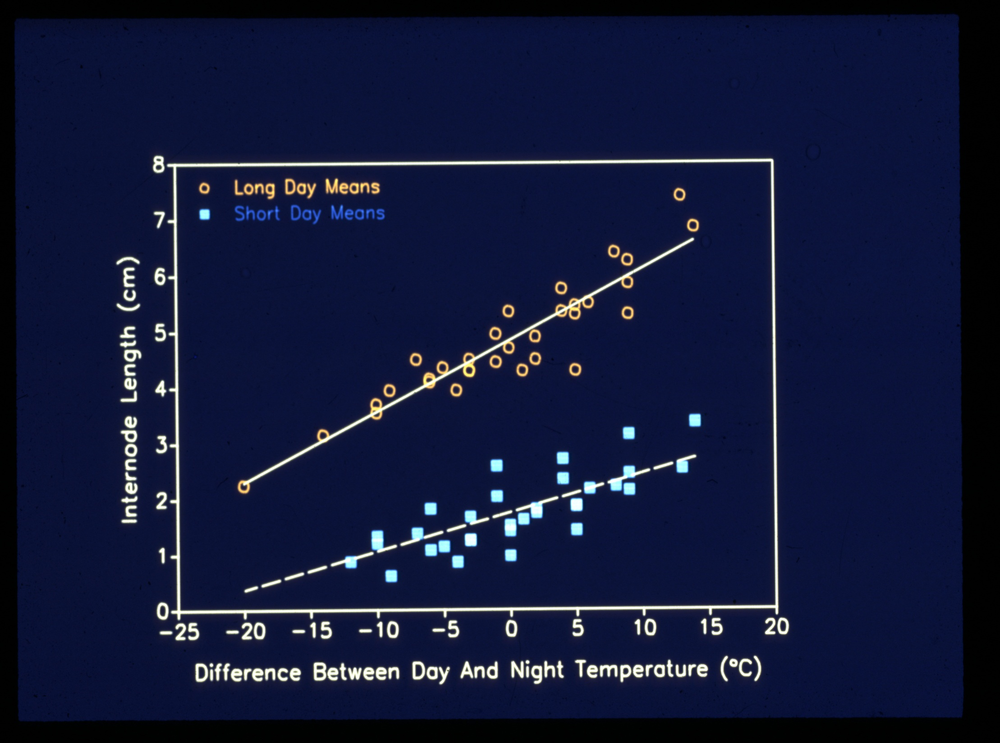 8
Long Day Means
Short Day Means
7
6
5
4
3
2
1
0
Internode Length (cm)
-25 -20 -15 -10 -5 0 5 10 15 20
Difference Between Day And Night Temperature (°C)